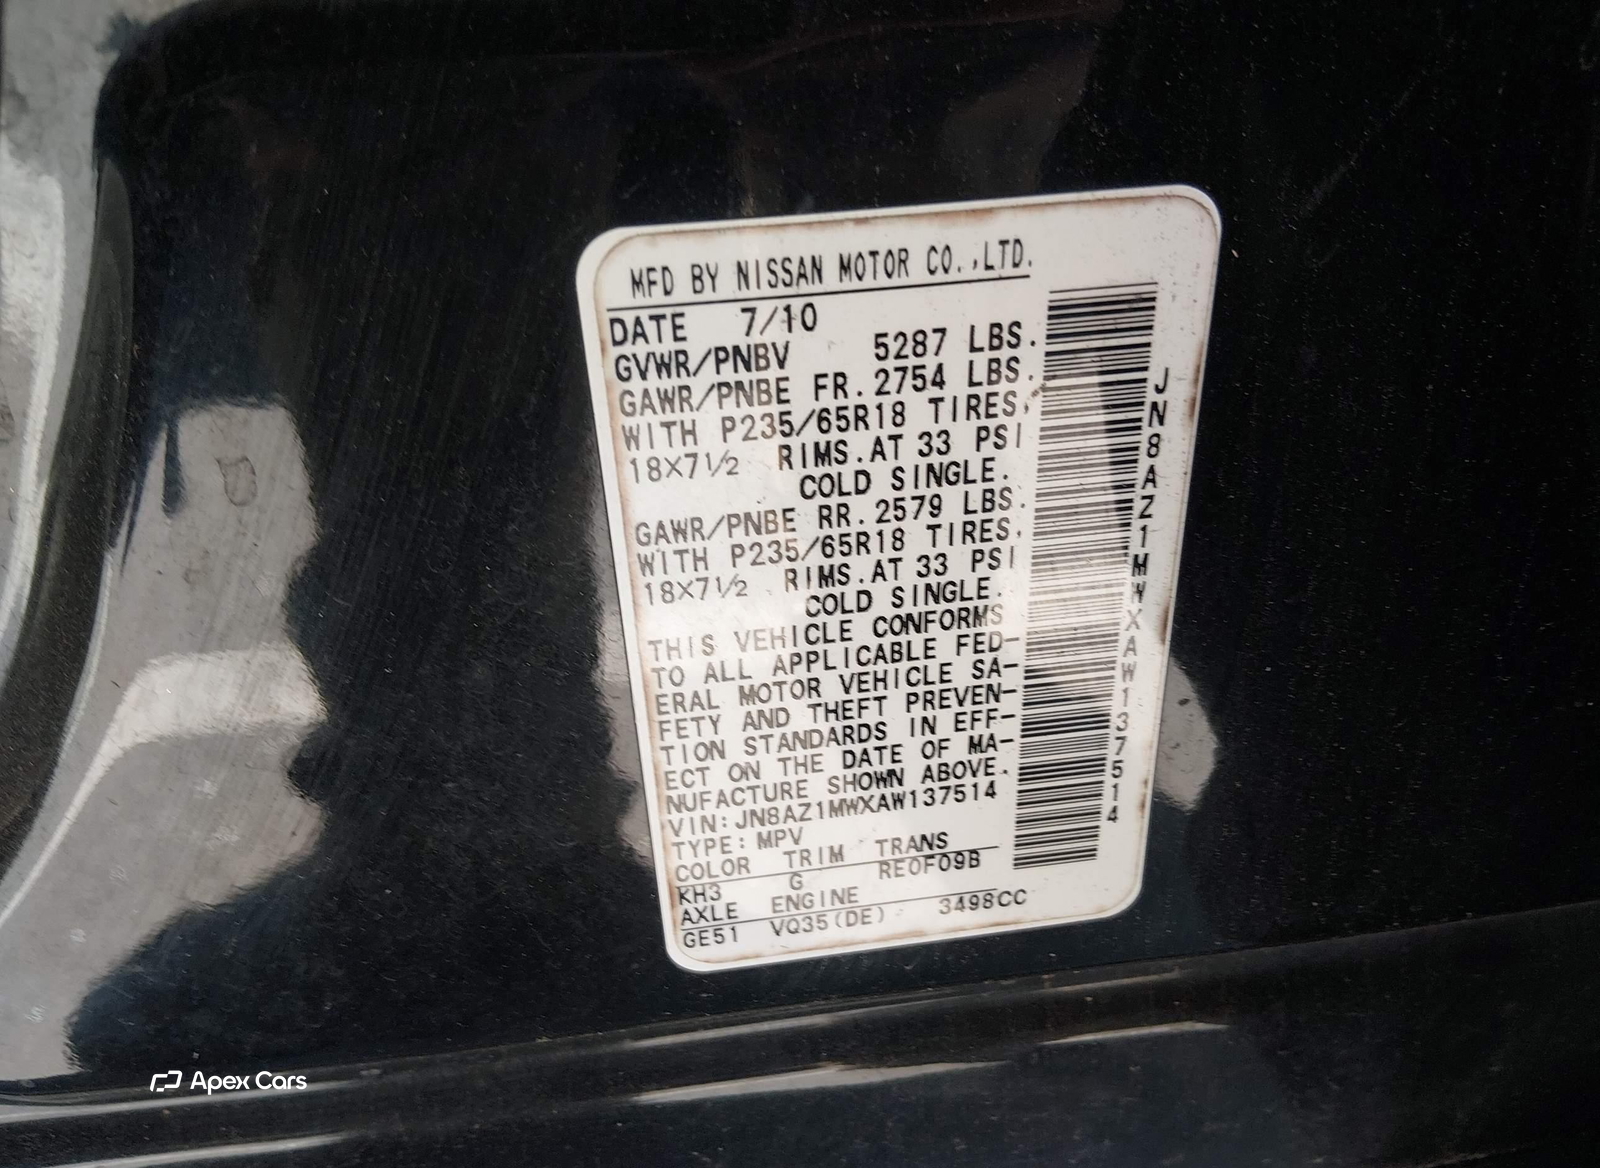 MFD BY NISSAN MOTOR CO.,LTD.
DATE 7/10
GVWR/PNBV 5287 LBS.
GAWR/PNBE FR. 2754 LBS.
WITH P235/65R18 TIRES,
18X7½ RIMS. AT 33 PSI
COLD SINGLE.
GAWR/PNBE RR. 2579 LBS.
WITH P235/65R18 TIRES,
18X7½ RIMS. AT 33 PSI
COLD SINGLE.
THIS VEHICLE CONFORMS
TO ALL APPLICABLE FED-
ERAL MOTOR VEHICLE SA-
FETY AND THEFT PREVEN-
TION STANDARDS IN EFF-
ECT ON THE DATE OF MA-
NUFACTURE SHOWN ABOVE.
VIN: JN8AZ1MWXAW137514
TYPE: MPV
COLOR TRIM TRANS
KH3 G RE0F09B
AXLE ENGINE
GE51 VQ35(DE) 3498CC
JN8AZ1MWXAW137514
Apex Cars